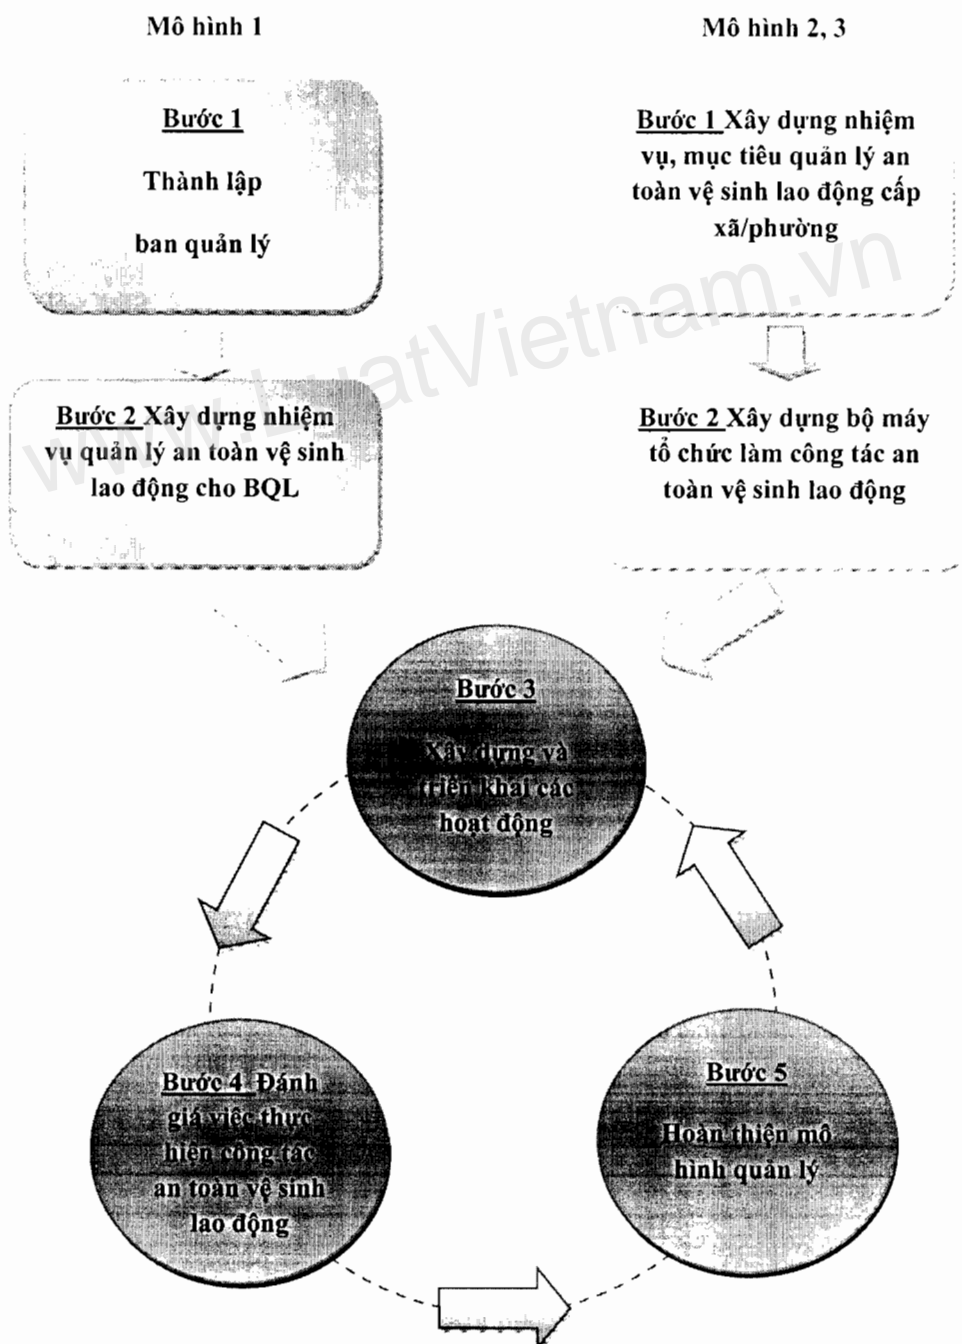 Mô hình 1
Bước 1
Thành lập
ban quản lý
Bước 2 Xây dựng nhiệm
vụ quản lý an toàn vệ sinh
lao động cho BQL
Mô hình 2, 3
Bước 1 Xây dựng nhiệm
vụ, mục tiêu quản lý an
toàn vệ sinh lao động cấp
xã/phường
Bước 2 Xây dựng bộ máy
tổ chức làm công tác an
toàn vệ sinh lao động
www.LuatVietnam.vn
Bước 3
Xây dựng và
triển khai các
hoạt động
Bước 4 Đánh
giá việc thực
hiện công tác
an toàn vệ sinh
lao động
Bước 5
Hoàn thiện mô
hình quản lý